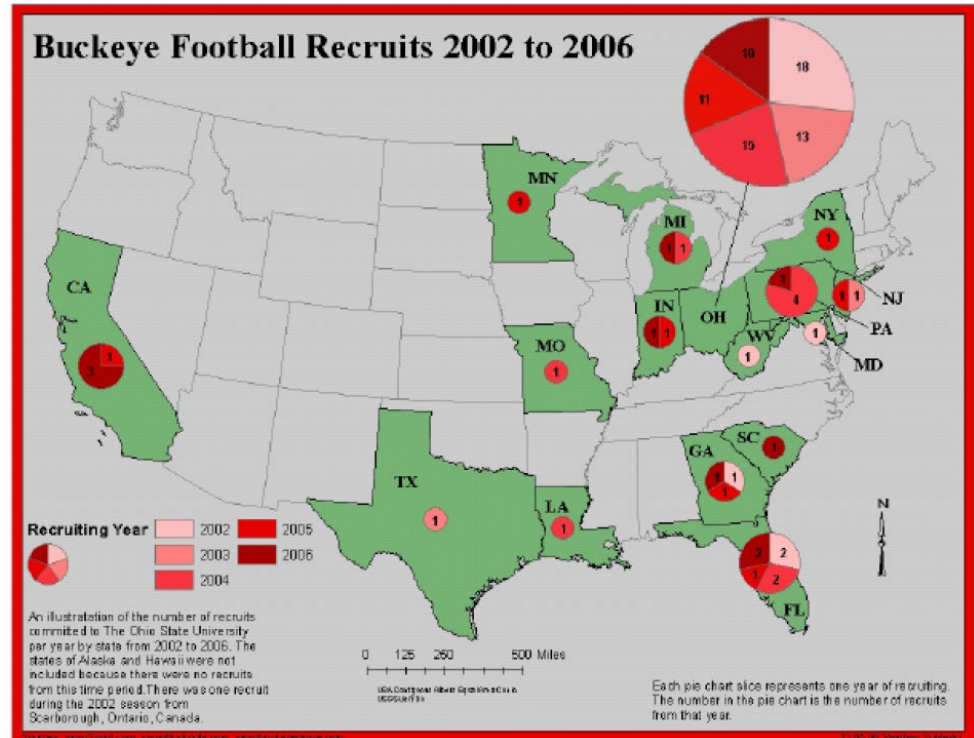 Buckeye Football Recruits 2002 to 2006
10
18
11
13
15
MN
1
MI
1 1
NY
1
CA
1
3
IN
1 1
OH
1
4
1 1
NJ
PA
WV
1
1
MD
MO
1
SC
1
GA
1 1
1
TX
1
LA
1
2 2
1 2
FL
N
Recruiting Year
2002
2003
2004
2005
2006
An illustratation of the number of recruits
committed to The Ohio State University
per year by state from 2002 to 2006. The
states of Alaska and Hawaii were not
included because there were no recruits
from this time period.There was one recruit
during the 2002 season from
Scarborough, Ontario, Canada.
0 125 250 500 Miles
Each pie chart slice represents one year of recruiting.
The number in the pie chart is the number of recruits
from that year.